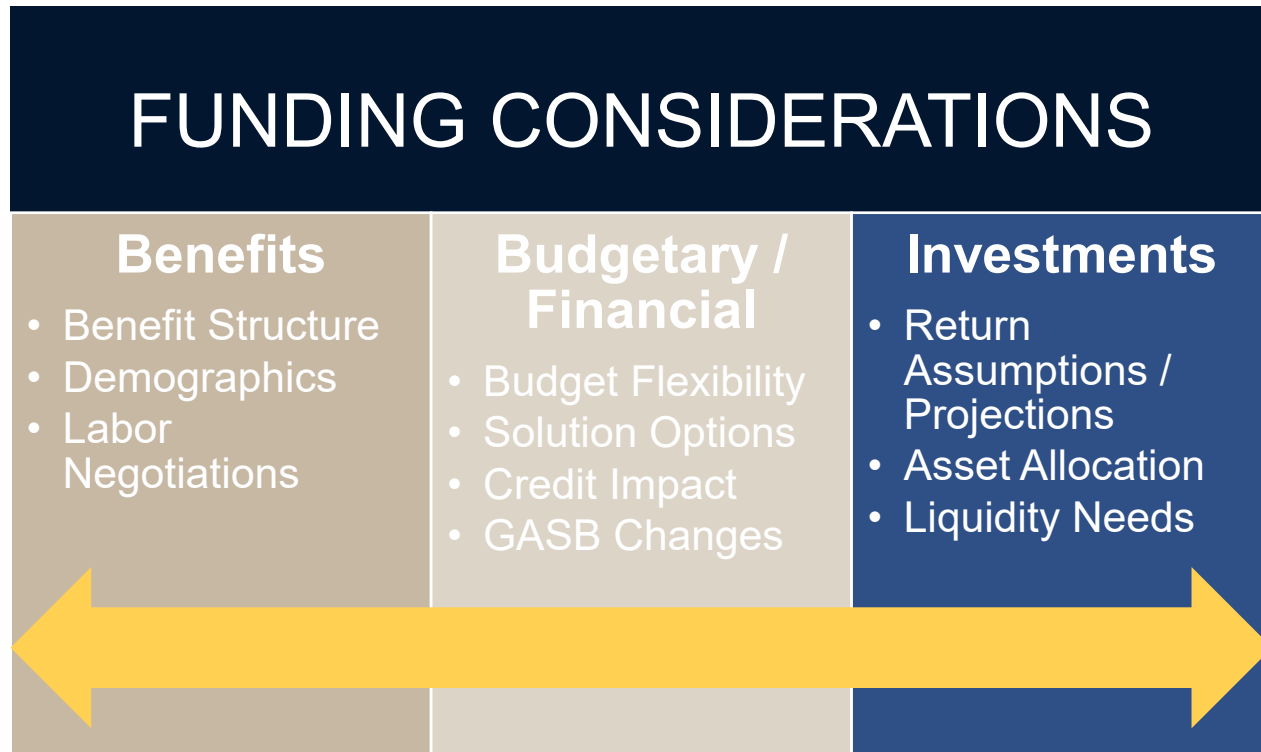 FUNDING CONSIDERATIONS
Benefits
• Benefit Structure
• Demographics
• Labor
Negotiations
Budgetary /
Financial
• Budget Flexibility
• Solution Options
• Credit Impact
• GASB Changes
Investments
• Return
Assumptions /
Projections
• Asset Allocation
• Liquidity Needs